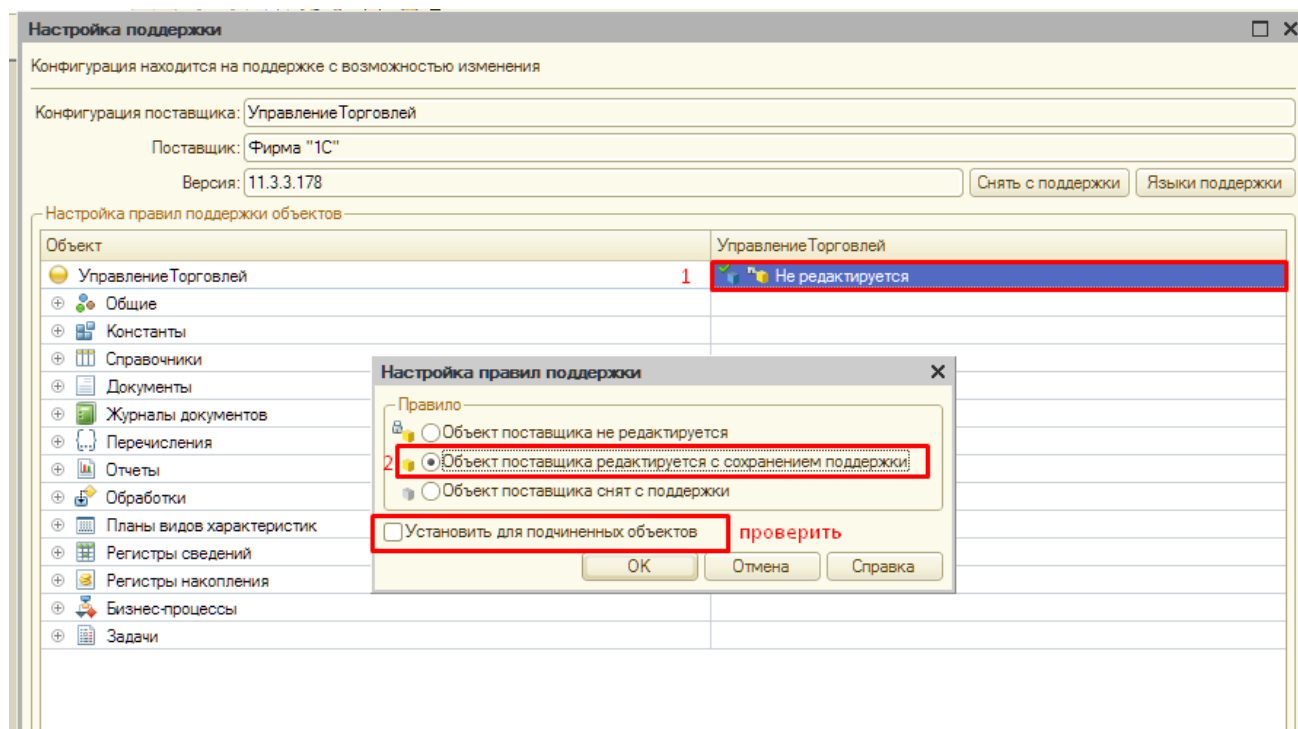 Настройка поддержки
Конфигурация находится на поддержке с возможностью изменения
Конфигурация поставщика: УправлениеТорговлей
Поставщик: Фирма "1С"
Версия: 11.3.3.178 Снять с поддержки Языки поддержки
Настройка правил поддержки объектов
Объект УправлениеТорговлей
УправлениеТорговлей 1 Не редактируется
Общие
Константы
Справочники
Документы
Журналы документов
Перечисления
Отчеты
Обработки
Планы видов характеристик
Регистры сведений
Регистры накопления
Бизнес-процессы
Задачи
Настройка правил поддержки
Правило
Объект поставщика не редактируется
2 Объект поставщика редактируется с сохранением поддержки
Объект поставщика снят с поддержки
Установить для подчиненных объектов проверить
OK Отмена Справка